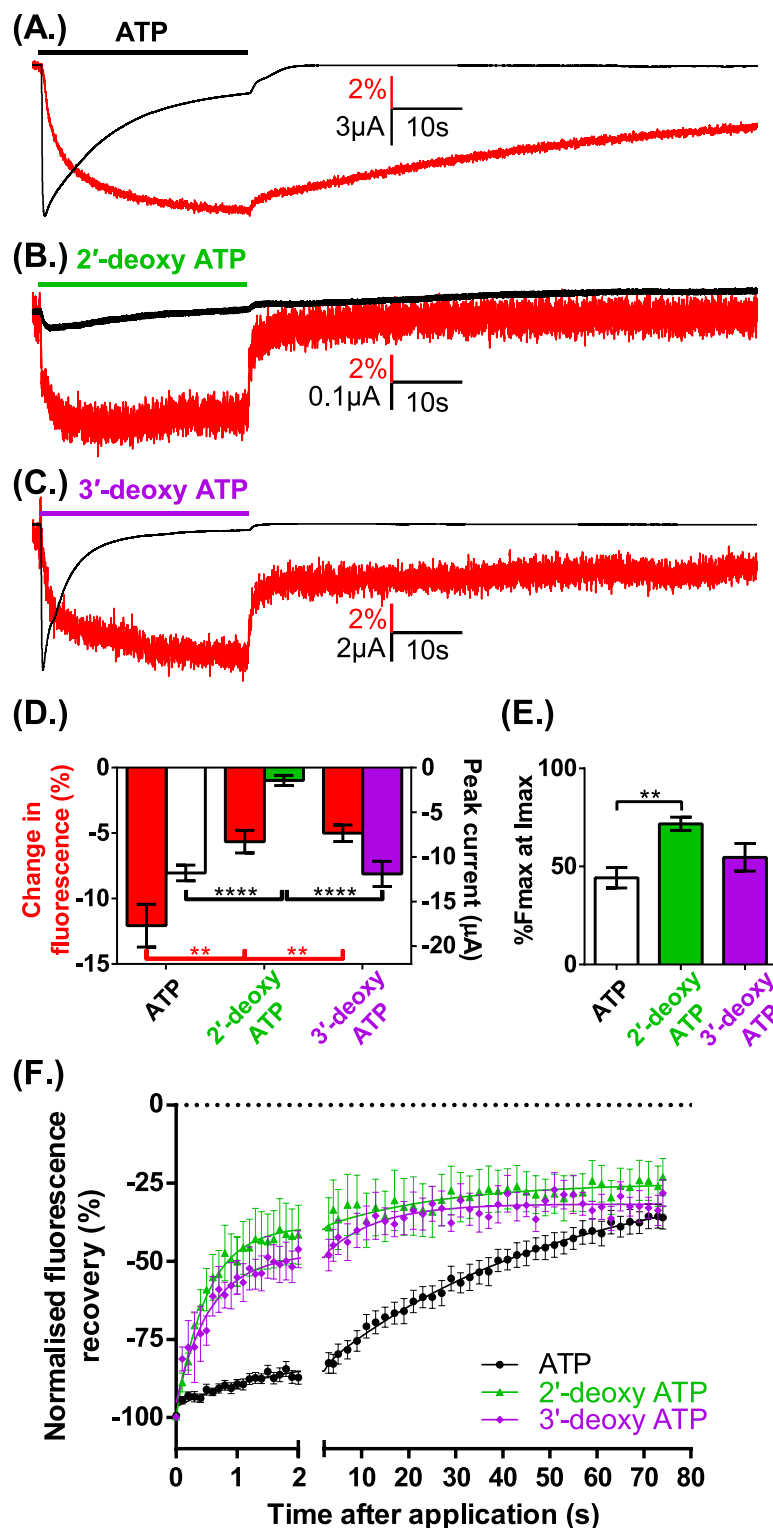 (A.)
ATP
2%
3µA
10s
(B.)
2′-deoxy ATP
2%
0.1µA
10s
(C.)
3′-deoxy ATP
2%
2µA
10s
(D.)
Change in
fluorescence (%)
0
-5
-10
-15
0
-5
-10
-15
-20
Peak current (µA)
****
****
**
**
ATP
2′-deoxy
ATP
3′-deoxy
ATP
(E.)
%Fmax at Imax
100
50
0
**
ATP
2′-deoxy
ATP
3′-deoxy
ATP
(F.)
Normalised fluorescence
recovery (%)
0
-25
-50
-75
-100
ATP
2'-deoxy ATP
3'-deoxy ATP
0 1 2 10 20 30 40 50 60 70 80
Time after application (s)